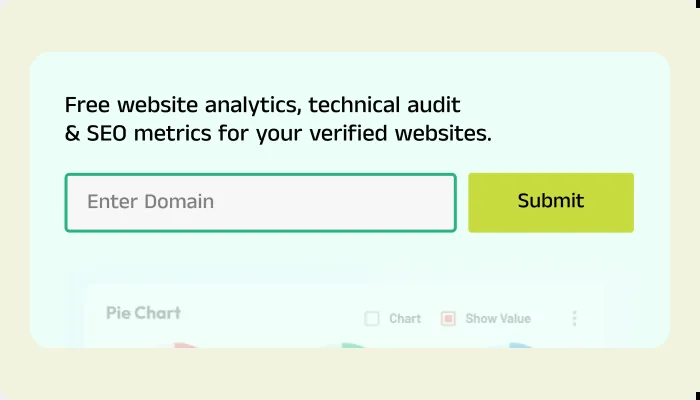 Free website analytics, technical audit
& SEO metrics for your verified websites.
Enter Domain
Submit
Pie Chart
Chart
Show Value